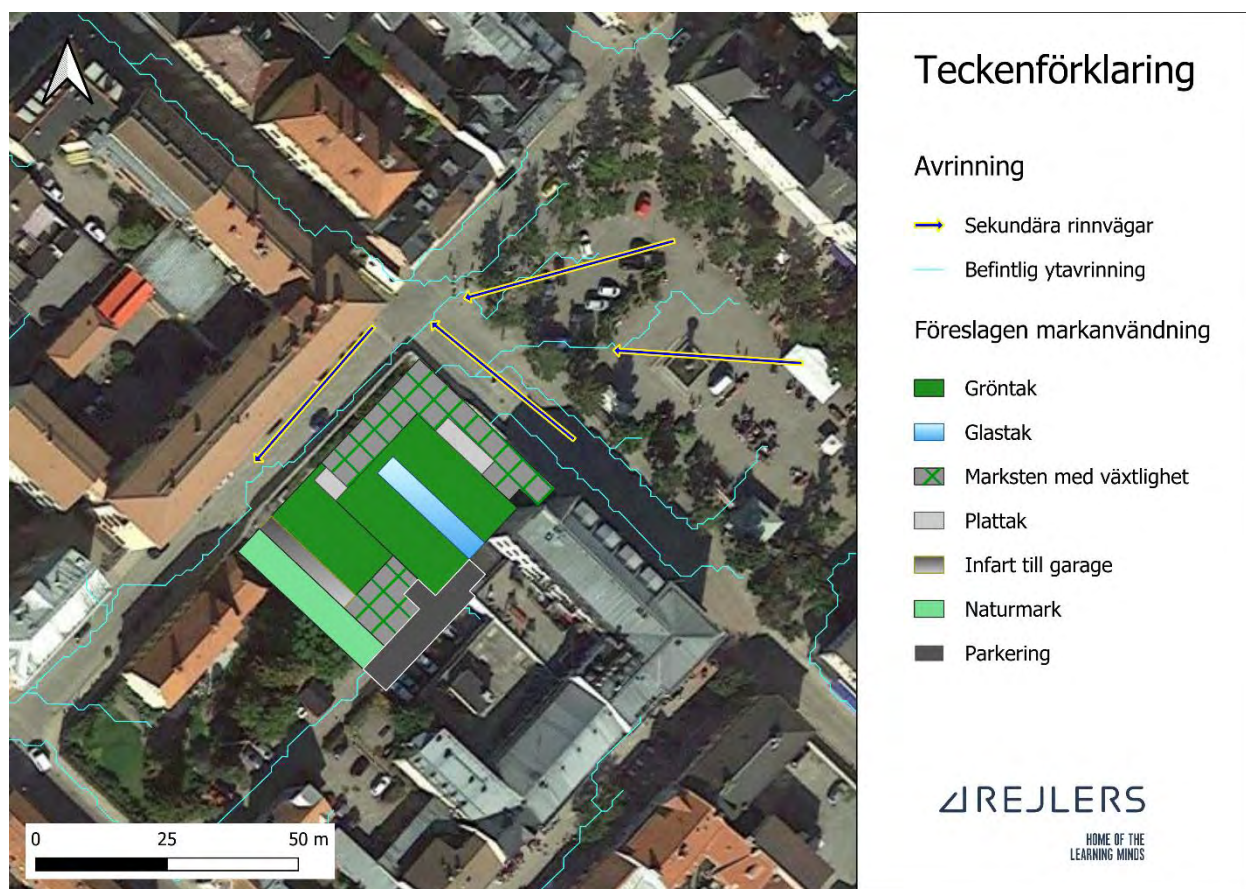 Teckenförklaring
Avrinning
Sekundära rinnvägar
Befintlig ytavrinning
Föreslagen markanvändning
Gröntak
Glastak
Marksten med växtlighet
Plattak
Infart till garage
Naturmark
Parkering
0 25 50 m
REJLERS
HOME OF THE
LEARNING MINDS